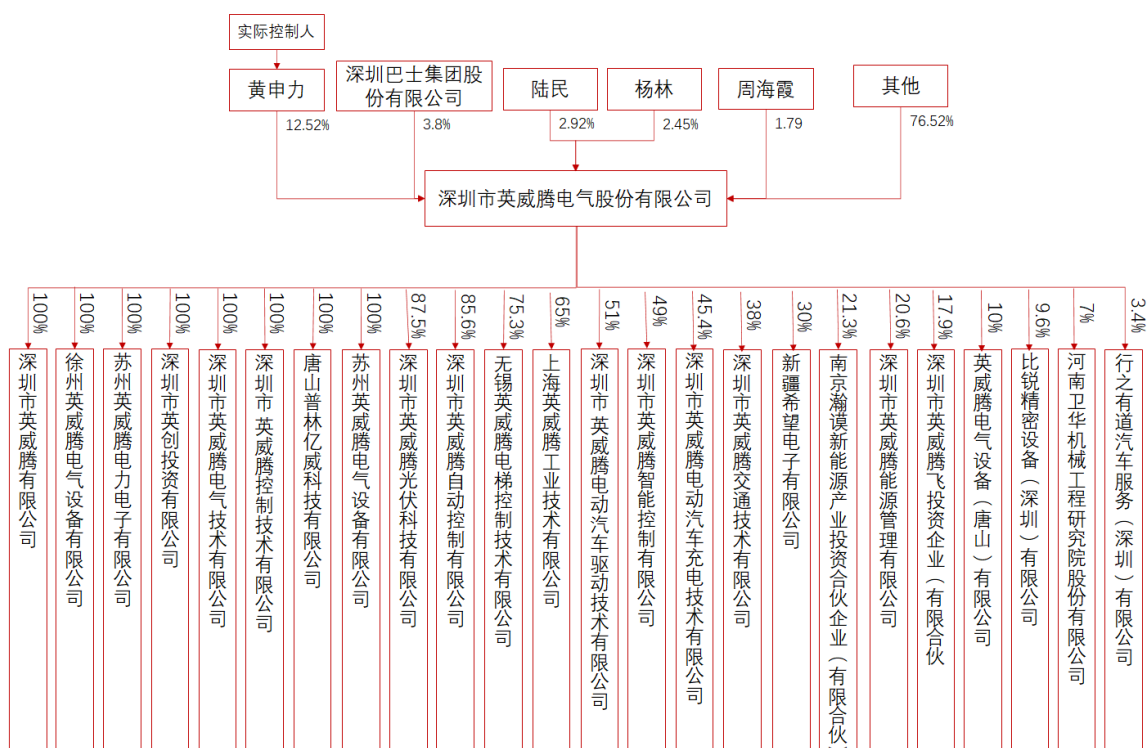 实际控制人
黄申力
深圳巴士集团股
份有限公司
陆民
杨林
周海霞
其他
12.52%
3.8%
2.92%
2.45%
1.79
76.52%
深圳市英威腾电气股份有限公司
100%
100%
100%
100%
100%
100%
100%
100%
87.5%
85.6%
75.3%
65%
51%
49%
45.4%
38%
30%
21.3%
20.6%
17.9%
10%
9.6%
7%
3.4%
深圳市英威腾有限公司
徐州英威腾电气设备有限公司
苏州英威腾电力电子有限公司
深圳市英创投资有限公司
深圳市英威腾电气技术有限公司
深圳市 英威腾控制技术有限公司
唐山普林亿威科技有限公司
苏州英威腾电气设备有限公司
深圳市英威腾光伏科技有限公司
深圳市英威腾自动控制有限公司
无锡英威腾电梯控制技术有限公司
上海英威腾工业技术有限公司
深圳市 英威腾电动汽车驱动技术有限公司
深圳市英威腾智能控制有限公司
深圳市英威腾电动汽车充电技术有限公司
深圳市英威腾交通技术有限公司
新疆希望电子有限公司
南京瀚谟新能源产业投资合伙企业（有限合伙
深圳市英威腾能源管理有限公司
深圳市英威腾飞投资企业（有限合伙
英威腾电气设备（唐山）有限公司
比锐精密设备（深圳）有限公司
河南卫华机械工程研究院股份有限公司
行之有道汽车服务（深圳）有限公司